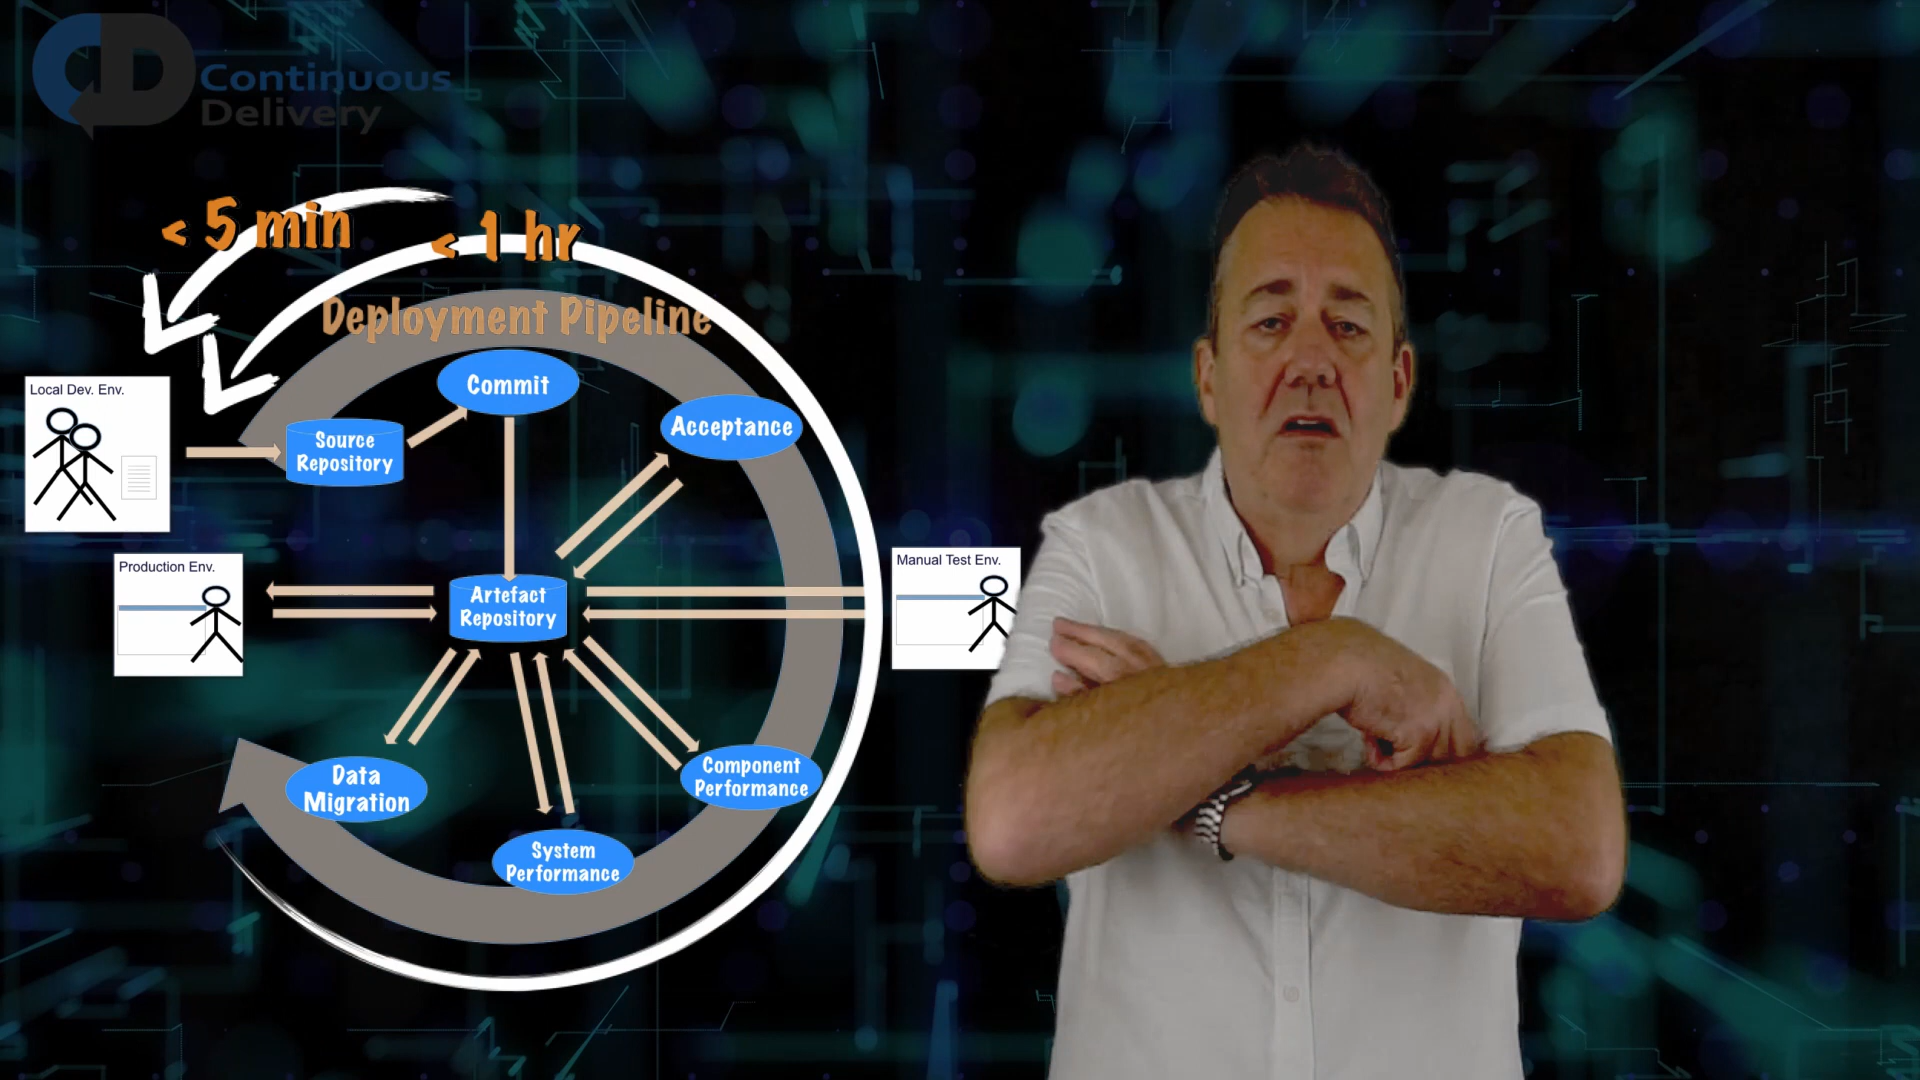 Continuous
Delivery
< 5 min
< 1 hr
Deployment Pipeline
Local Dev. Env.
Commit
Source
Repository
Acceptance
Production Env.
Artefact
Repository
Manual Test Env.
Data
Migration
Component
Performance
System
Performance